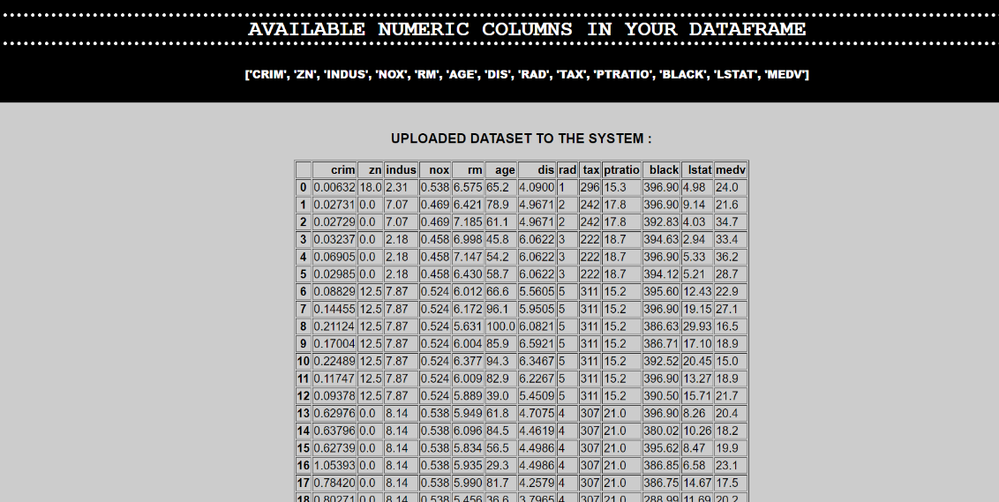 AVAILABLE NUMERIC COLUMNS IN YOUR DATAFRAME
['CRIM', 'ZN', 'INDUS', 'NOX', 'RM', 'AGE', 'DIS', 'RAD', 'TAX', 'PTRATIO', 'BLACK', 'LSTAT', 'MEDV']
UPLOADED DATASET TO THE SYSTEM :
crim zn indus nox rm age dis rad tax ptratio black lstat medv
0 0.00632 18.0 2.31 0.538 6.575 65.2 4.0900 1 296 15.3 396.90 4.98 24.0
1 0.02731 0.0 7.07 0.469 6.421 78.9 4.9671 2 242 17.8 396.90 9.14 21.6
2 0.02729 0.0 7.07 0.469 7.185 61.1 4.9671 2 242 17.8 392.83 4.03 34.7
3 0.03237 0.0 2.18 0.458 6.998 45.8 6.0622 3 222 18.7 394.63 2.94 33.4
4 0.06905 0.0 2.18 0.458 7.147 54.2 6.0622 3 222 18.7 396.90 5.33 36.2
5 0.02985 0.0 2.18 0.458 6.430 58.7 6.0622 3 222 18.7 394.12 5.21 28.7
6 0.08829 12.5 7.87 0.524 6.012 66.6 5.5605 5 311 15.2 395.60 12.43 22.9
7 0.14455 12.5 7.87 0.524 6.172 96.1 5.9505 5 311 15.2 396.90 19.15 27.1
8 0.21124 12.5 7.87 0.524 5.631 100.0 6.0821 5 311 15.2 386.63 29.93 16.5
9 0.17004 12.5 7.87 0.524 6.004 85.9 6.5921 5 311 15.2 386.71 17.10 18.9
10 0.22489 12.5 7.87 0.524 6.377 94.3 6.3467 5 311 15.2 392.52 20.45 15.0
11 0.11747 12.5 7.87 0.524 6.009 82.9 6.2267 5 311 15.2 396.90 13.27 18.9
12 0.09378 12.5 7.87 0.524 5.889 39.0 5.4509 5 311 15.2 390.50 15.71 21.7
13 0.62976 0.0 8.14 0.538 5.949 61.8 4.7075 4 307 21.0 396.90 8.26 20.4
14 0.63796 0.0 8.14 0.538 6.096 84.5 4.4619 4 307 21.0 380.02 10.26 18.2
15 0.62739 0.0 8.14 0.538 5.834 56.5 4.4986 4 307 21.0 395.62 8.47 19.9
16 1.05393 0.0 8.14 0.538 5.935 29.3 4.4986 4 307 21.0 386.85 6.58 23.1
17 0.78420 0.0 8.14 0.538 5.990 81.7 4.2579 4 307 21.0 386.75 14.67 17.5
18 0.80271 0.0 8.14 0.538 5.456 36.6 3.7965 4 307 21.0 288.99 11.69 20.2